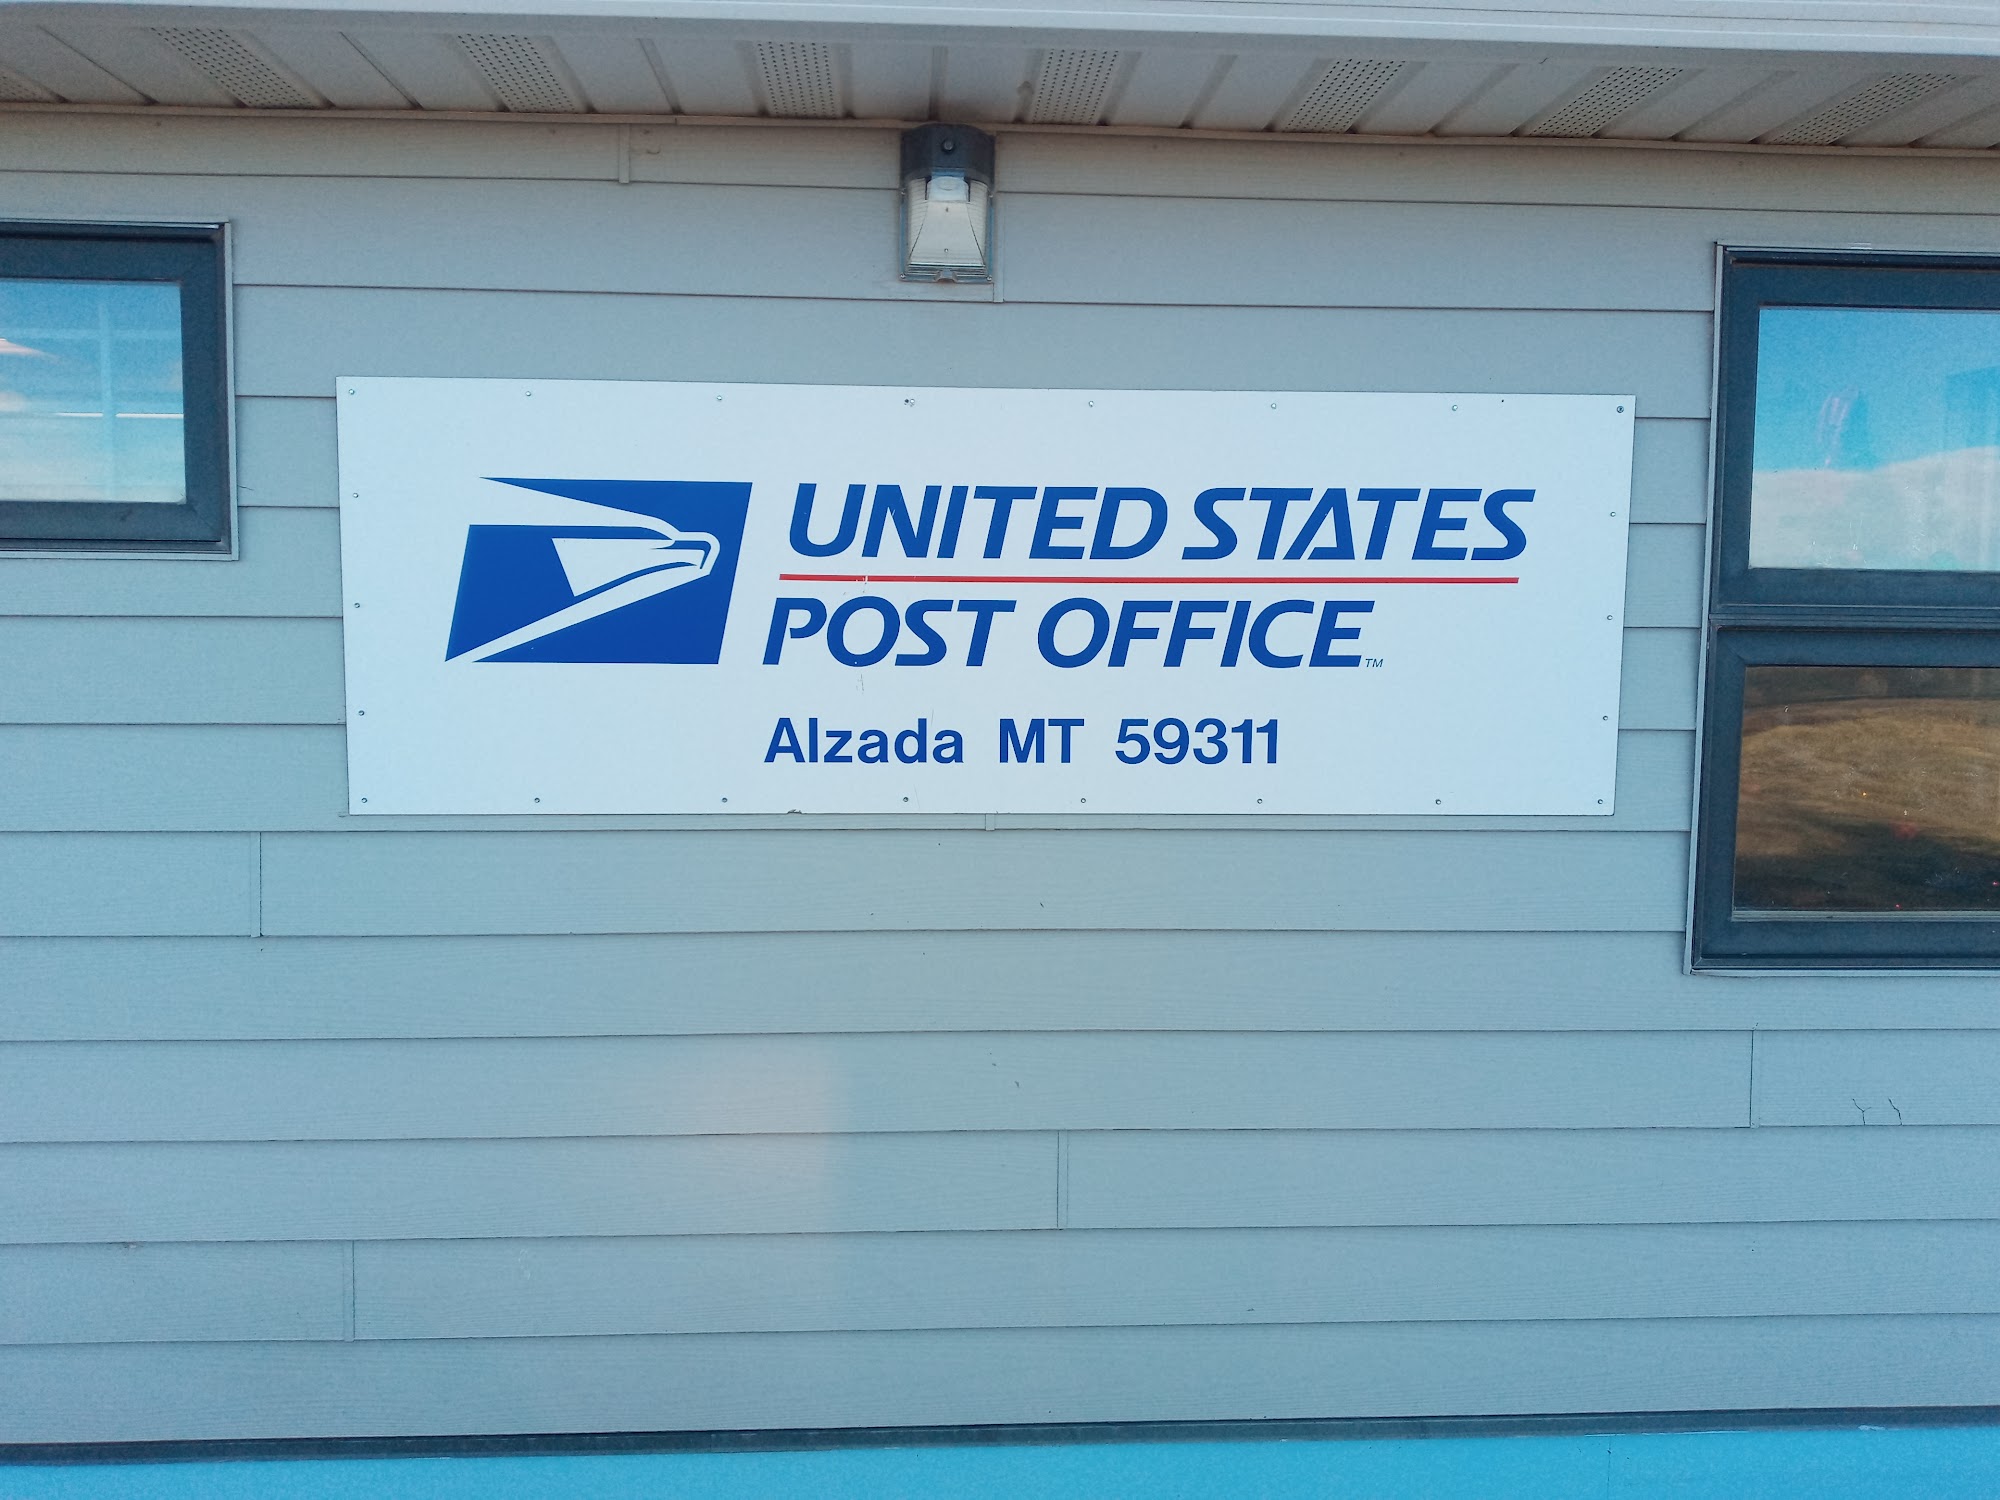 UNITED STATES
POST OFFICE™
Alzada MT 59311